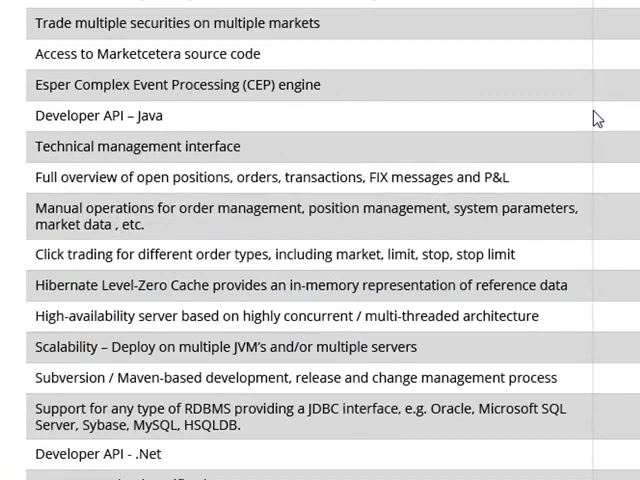 Trade multiple securities on multiple markets
Access to Marketcetera source code
Esper Complex Event Processing (CEP) engine
Developer API – Java
Technical management interface
Full overview of open positions, orders, transactions, FIX messages and P&L
Manual operations for order management, position management, system parameters,
market data , etc.
Click trading for different order types, including market, limit, stop, stop limit
Hibernate Level-Zero Cache provides an in-memory representation of reference data
High-availability server based on highly concurrent / multi-threaded architecture
Scalability – Deploy on multiple JVM's and/or multiple servers
Subversion / Maven-based development, release and change management process
Support for any type of RDBMS providing a JDBC interface, e.g. Oracle, Microsoft SQL
Server, Sybase, MySQL, HSQLDB.
Developer API - .Net